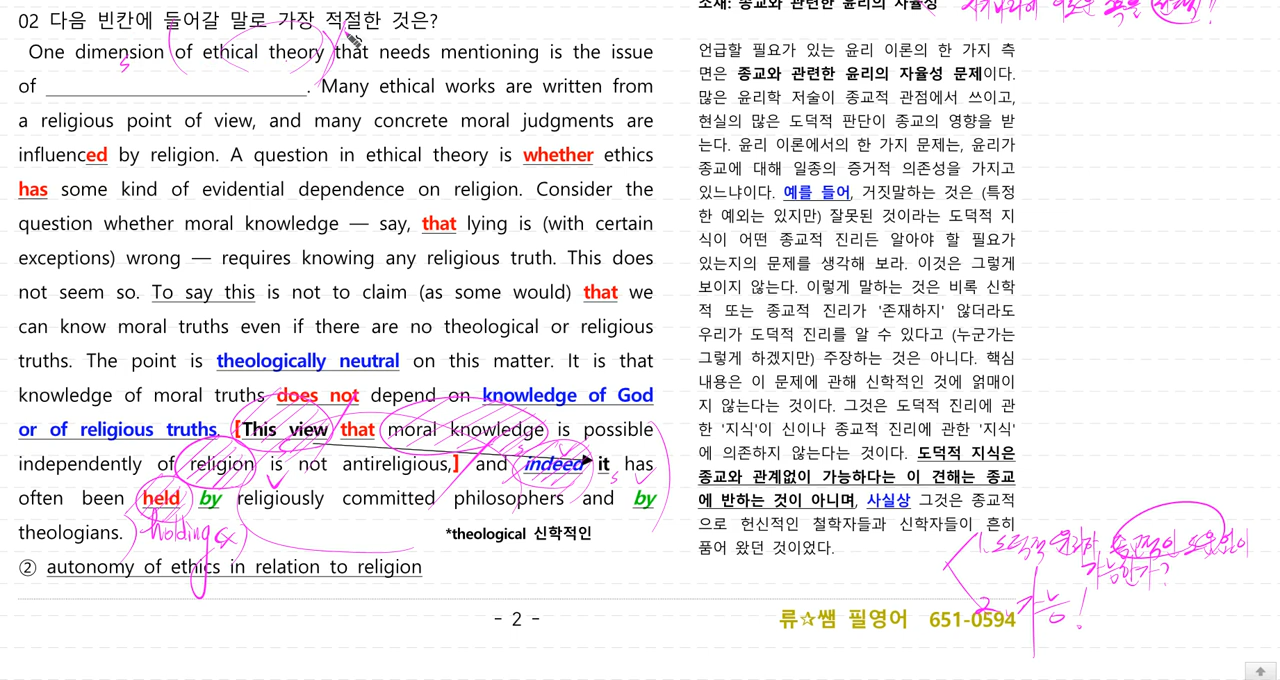 02 다음 빈칸에 들어갈 말로 가장 적절한 것은?
One dimension of ethical theory that needs mentioning is the issue
of ______________________________. Many ethical works are written from
a religious point of view, and many concrete moral judgments are
influenced by religion. A question in ethical theory is whether ethics
has some kind of evidential dependence on religion. Consider the
question whether moral knowledge — say, that lying is (with certain
exceptions) wrong — requires knowing any religious truth. This does
not seem so. To say this is not to claim (as some would) that we
can know moral truths even if there are no theological or religious
truths. The point is theologically neutral on this matter. It is that
knowledge of moral truths does not depend on knowledge of God
or of religious truths. [This view that moral knowledge is possible
independently of religion is not antireligious,] and indeed it has
often been held by religiously committed philosophers and by
theologians.
*theological 신학적인
holding
② autonomy of ethics in relation to religion
소재: 종교와 관련한 윤리의 자율성
언급할 필요가 있는 윤리 이론의 한 가지 측
면은 종교와 관련한 윤리의 자율성 문제이다.
많은 윤리학 저술이 종교적 관점에서 쓰이고,
현실의 많은 도덕적 판단이 종교의 영향을 받
는다. 윤리 이론에서의 한 가지 문제는, 윤리가
종교에 대해 일종의 증거적 의존성을 가지고
있느냐이다. 예를 들어, 거짓말하는 것은 (특정
한 예외는 있지만) 잘못된 것이라는 도덕적 지
식이 어떤 종교적 진리든 알아야 할 필요가
있는지의 문제를 생각해 보라. 이것은 그렇게
보이지 않는다. 이렇게 말하는 것은 비록 신학
적 또는 종교적 진리가 '존재하지' 않더라도
우리가 도덕적 진리를 알 수 있다고 (누군가는
그렇게 하겠지만) 주장하는 것은 아니다. 핵심
내용은 이 문제에 관해 신학적인 것에 얽매이
지 않는다는 것이다. 그것은 도덕적 진리에 관
한 '지식'이 신이나 종교적 진리에 관한 '지식'
에 의존하지 않는다는 것이다. 도덕적 지식은
종교와 관계없이 가능하다는 이 견해는 종교
에 반하는 것이 아니며, 사실상 그것은 종교적
으로 헌신적인 철학자들과 신학자들이 흔히
품어 왔던 것이었다.
1. 도덕적 없이
가능한가?
2. 가능!
- 2 -
류☆쌤 필영어 651-0594